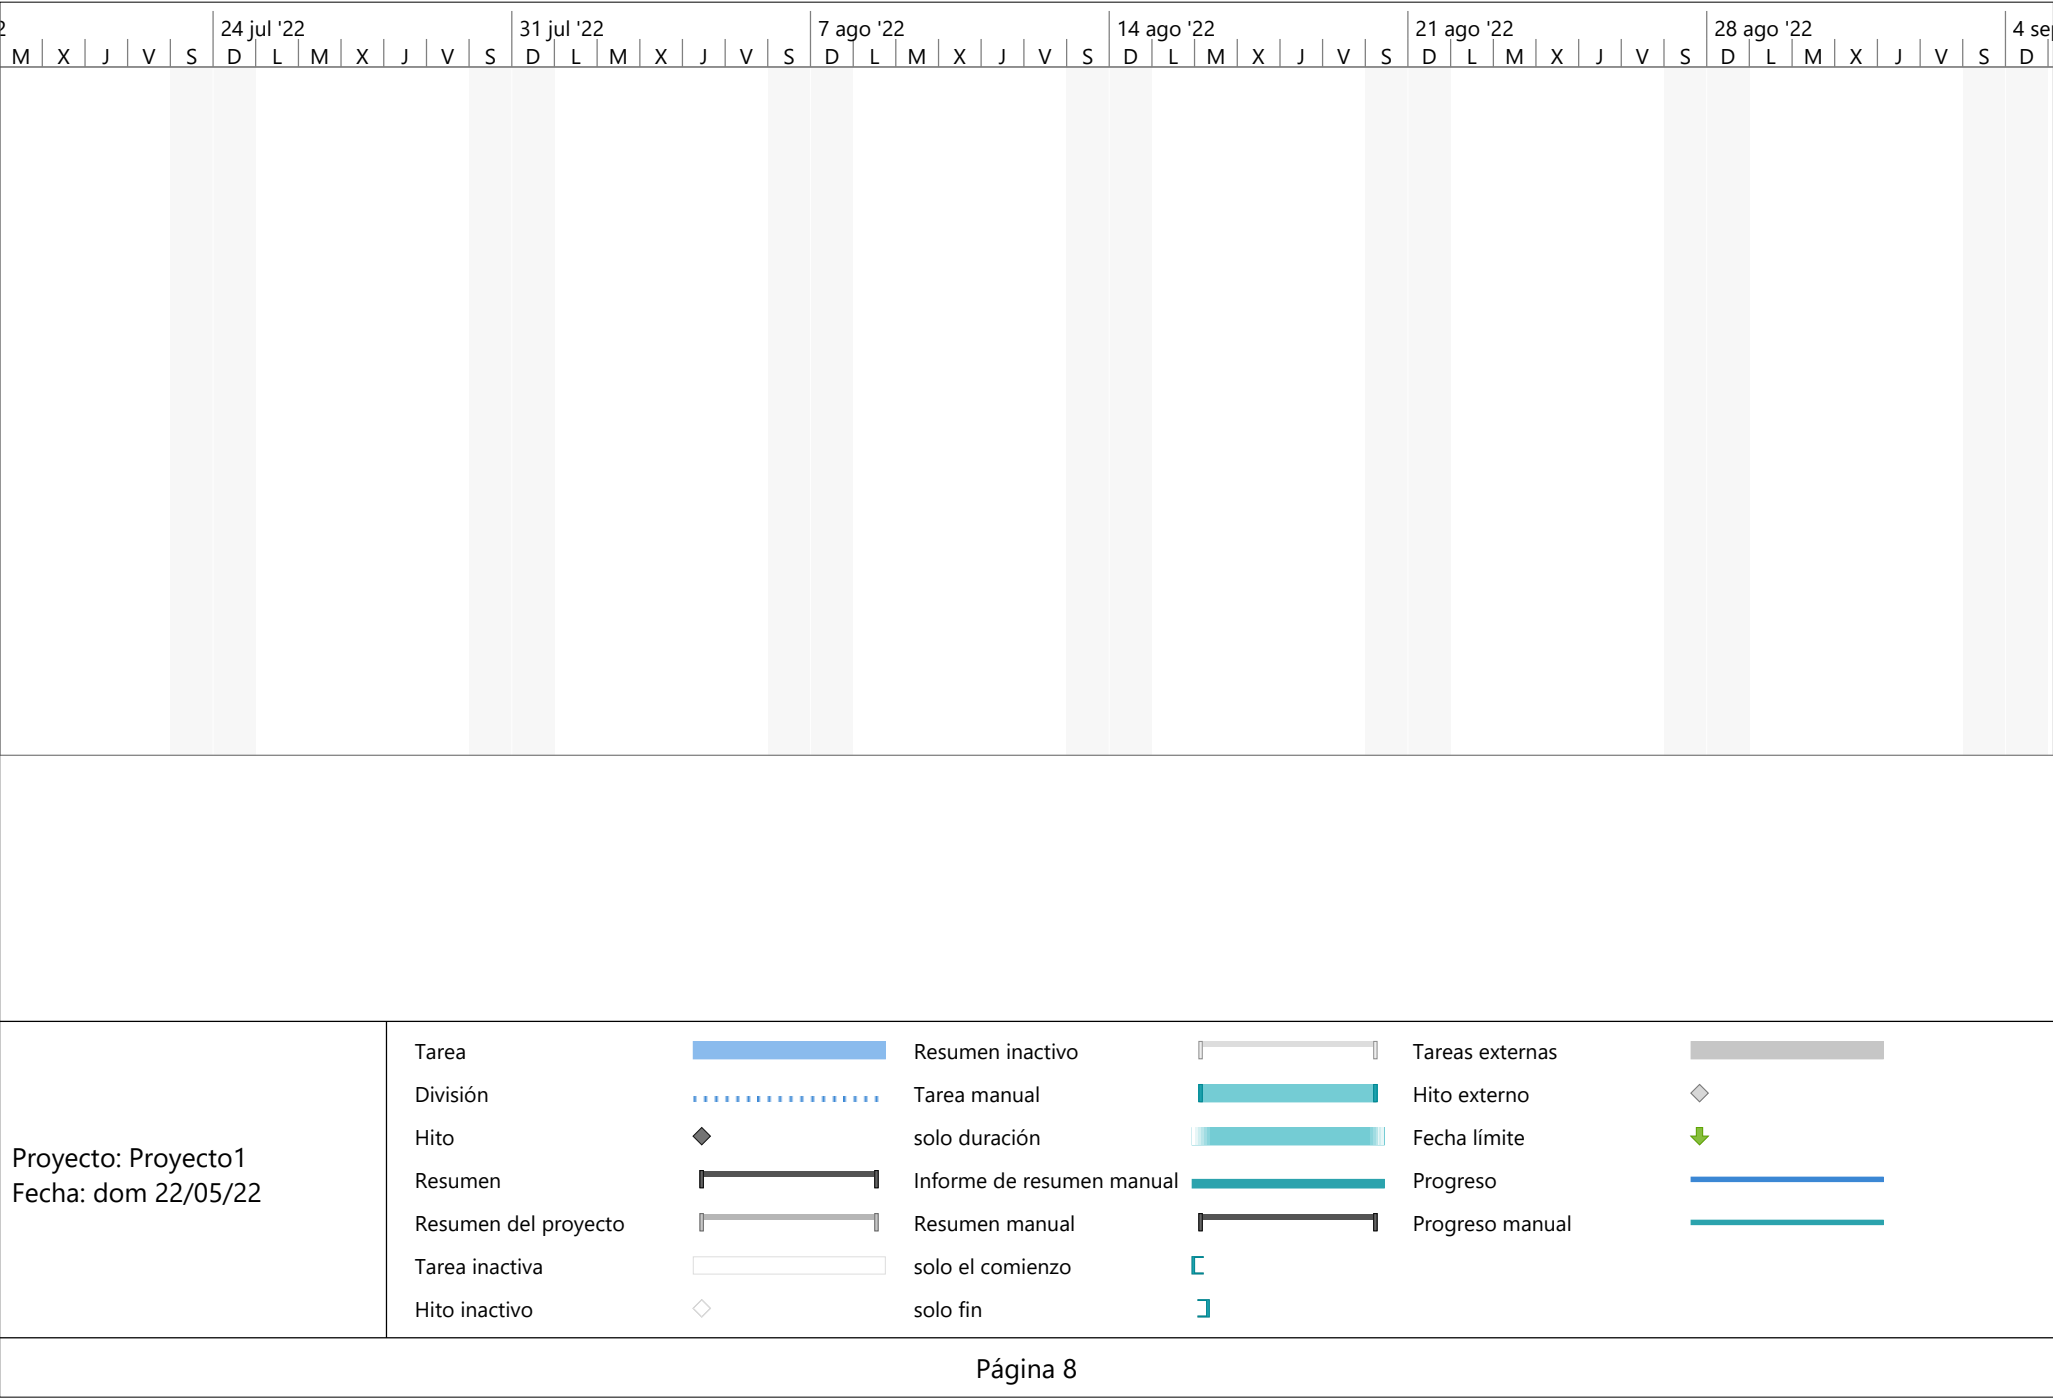 2 24 jul '22 31 jul '22 7 ago '22 14 ago '22 21 ago '22 28 ago '22 4 sep
M X J V S D L M X J V S D L M X J V S D L M X J V S D L M X J V S D L M X J V S D L M X J V S D
Tarea
División
Hito
Resumen
Resumen del proyecto
Tarea inactiva
Hito inactivo
Resumen inactivo
Tarea manual
solo duración
Informe de resumen manual
Resumen manual
solo el comienzo
solo fin
Tareas externas
Hito externo
Fecha límite
Progreso
Progreso manual
Proyecto: Proyecto1
Fecha: dom 22/05/22
Página 8